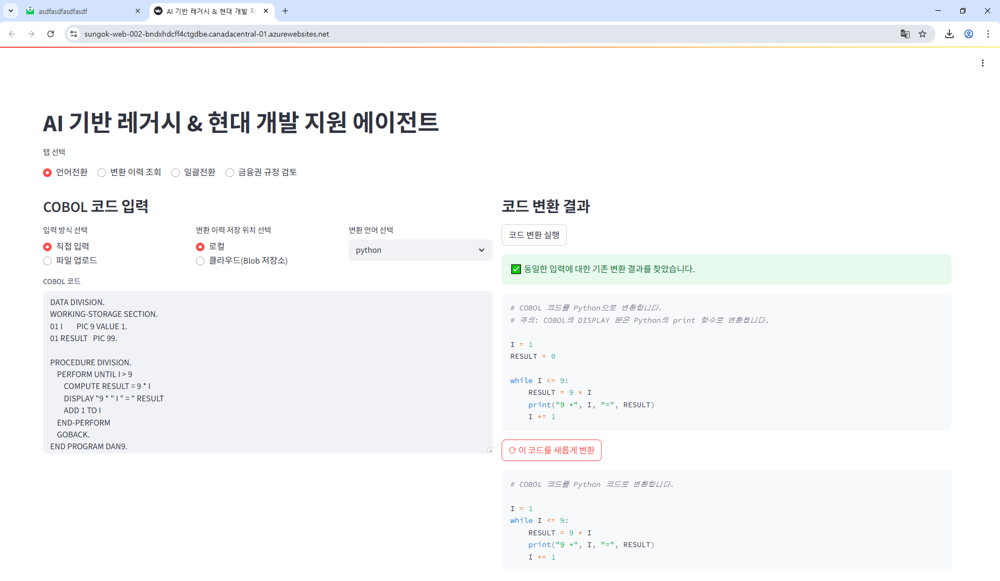 asdfasdfasdfasdf
AI 기반 레거시 & 현대 개발 지
sungok-web-002-bndxhdcff4ctgdbe.canadacentral-01.azurewebsites.net
AI 기반 레거시 & 현대 개발 지원 에이전트
탭 선택
언어전환 변환 이력 조회 일괄전환 금융권 규정 검토
COBOL 코드 입력
입력 방식 선택
직접 입력
파일 업로드
변환 이력 저장 위치 선택
로컬
클라우드(Blob 저장소)
변환 언어 선택
python
COBOL 코드
DATA DIVISION.
WORKING-STORAGE SECTION.
01 I       PIC 9 VALUE 1.
01 RESULT   PIC 99.

PROCEDURE DIVISION.
    PERFORM UNTIL I > 9
        COMPUTE RESULT = 9 * I
        DISPLAY "9 * " I " = " RESULT
        ADD 1 TO I
    END-PERFORM
    GOBACK.
END PROGRAM DAN9.
코드 변환 결과
코드 변환 실행
✅ 동일한 입력에 대한 기존 변환 결과를 찾았습니다.
# COBOL 코드를 Python으로 변환합니다.
# 주의: COBOL의 DISPLAY 문은 Python의 print 함수로 변환됩니다.

I = 1
RESULT = 0

while I <= 9:
    RESULT = 9 * I
    print("9 *", I, "=", RESULT)
    I += 1
이 코드를 새롭게 변환
# COBOL 코드를 Python 코드로 변환합니다.

I = 1
while I <= 9:
    RESULT = 9 * I
    print("9 *", I, "=", RESULT)
    I += 1